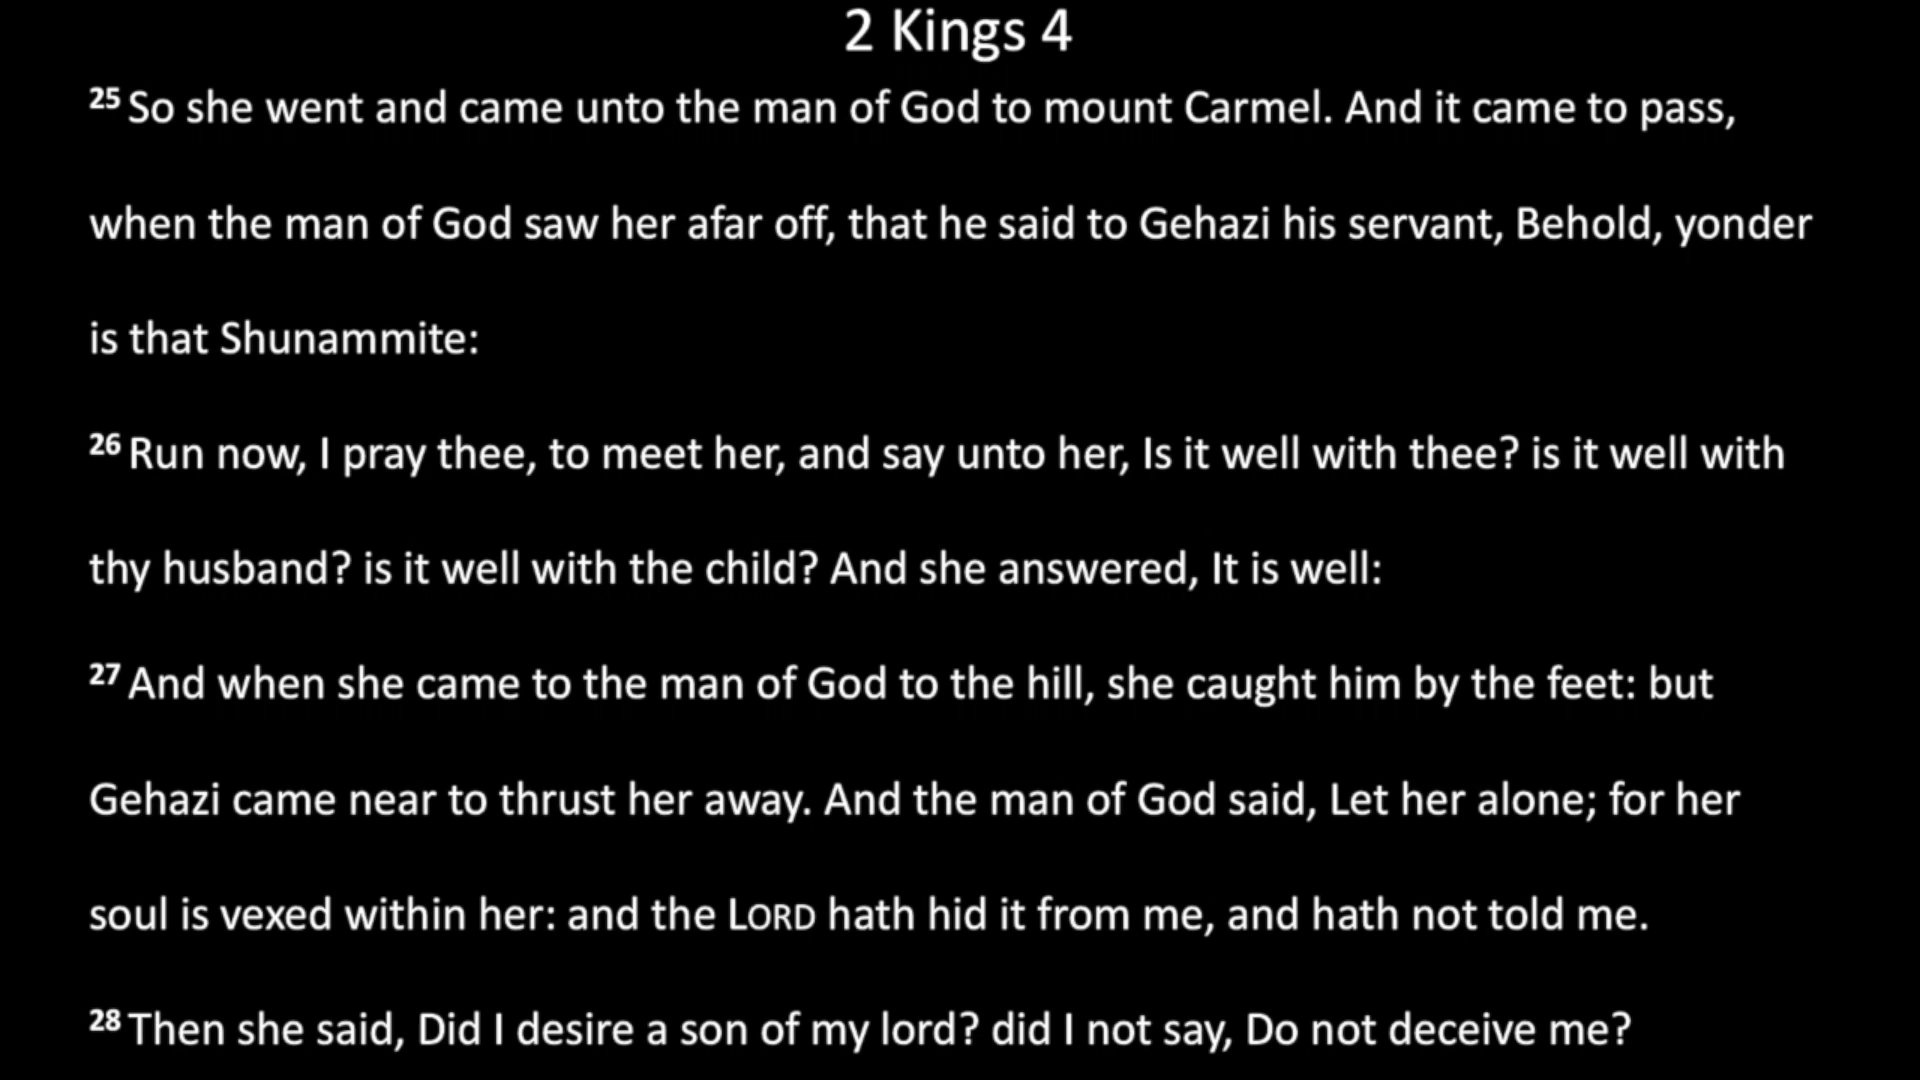 2 Kings 4
25 So she went and came unto the man of God to mount Carmel. And it came to pass,
when the man of God saw her afar off, that he said to Gehazi his servant, Behold, yonder
is that Shunammite:
26 Run now, I pray thee, to meet her, and say unto her, Is it well with thee? is it well with
thy husband? is it well with the child? And she answered, It is well:
27 And when she came to the man of God to the hill, she caught him by the feet: but
Gehazi came near to thrust her away. And the man of God said, Let her alone; for her
soul is vexed within her: and the LORD hath hid it from me, and hath not told me.
28 Then she said, Did I desire a son of my lord? did I not say, Do not deceive me?